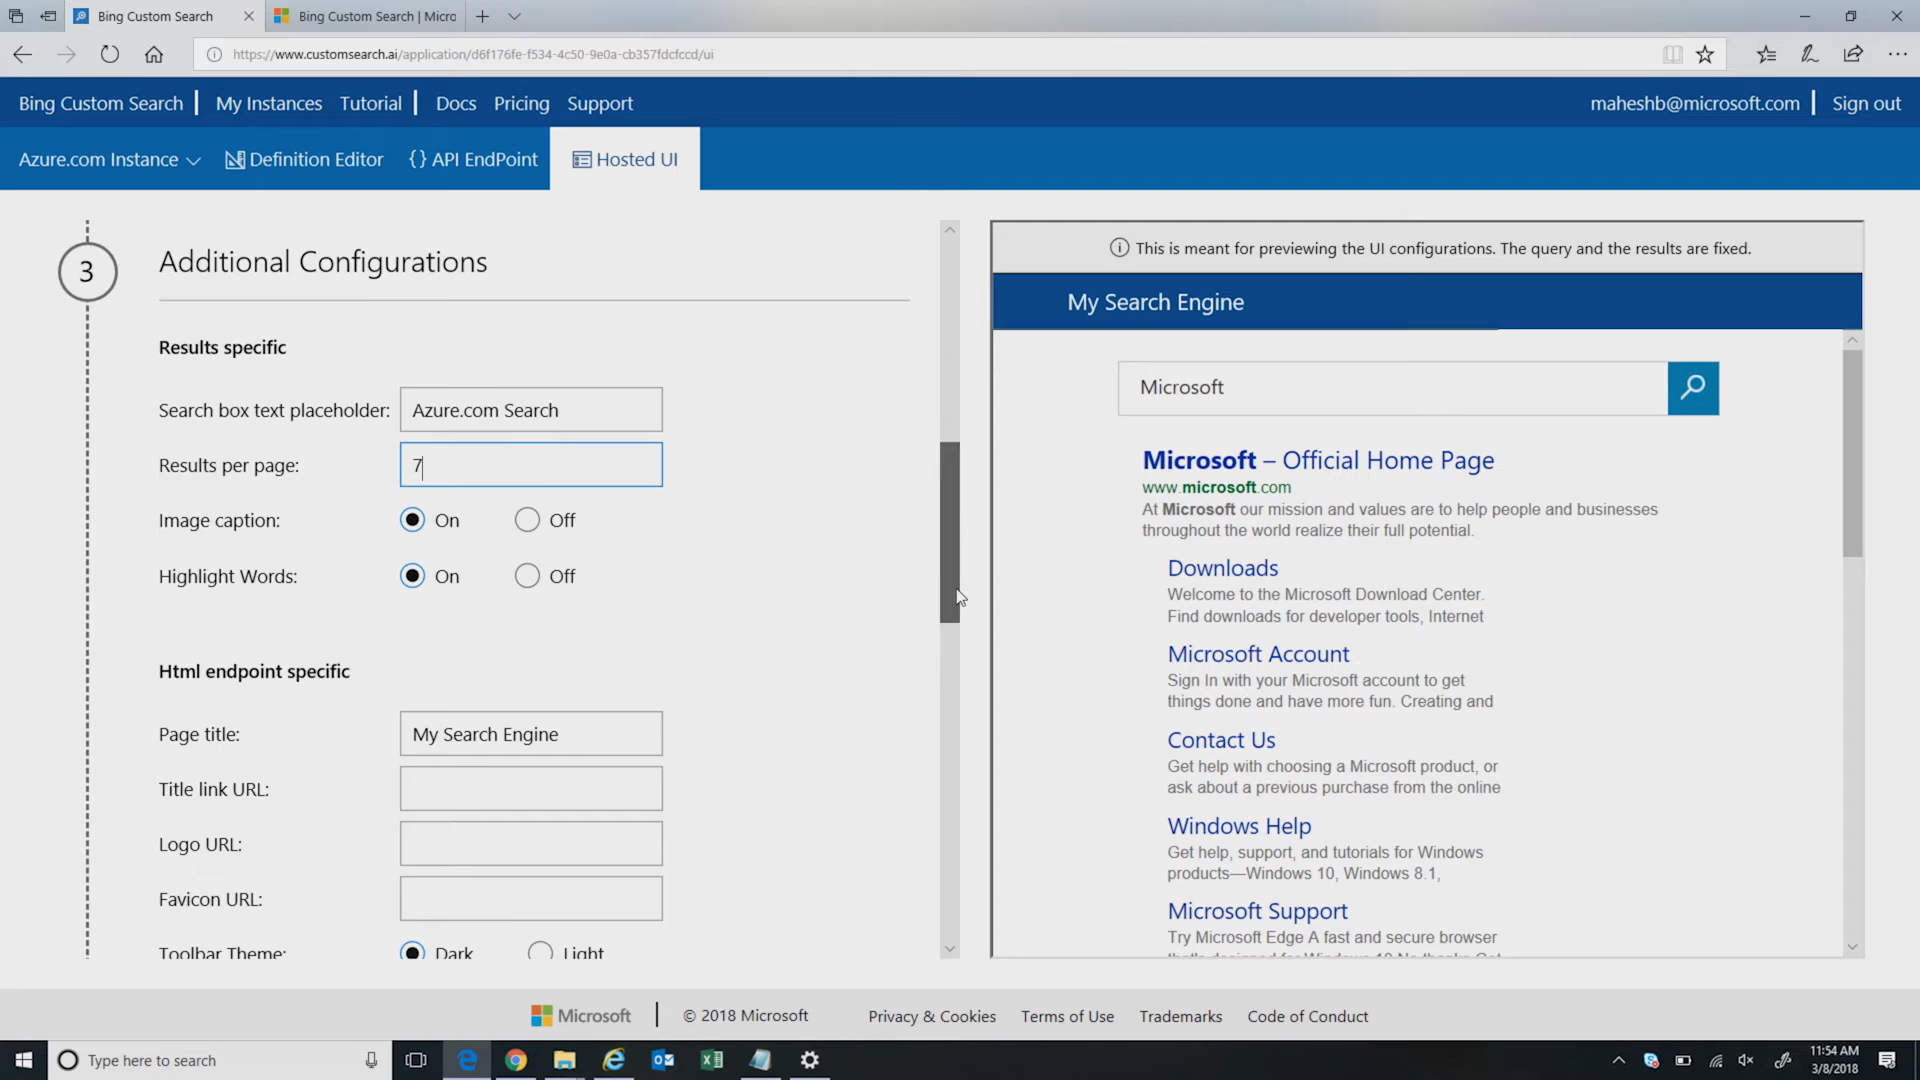 Bing Custom Search
Bing Custom Search | Micro
https://www.customsearch.ai/application/d6f176fe-f534-4c50-9e0a-cb357fdcfccd/ui
Bing Custom Search | My Instances Tutorial | Docs Pricing Support
maheshb@microsoft.com | Sign out
Azure.com Instance Definition Editor {} API EndPoint Hosted UI
3 Additional Configurations
Results specific
Search box text placeholder: Azure.com Search
Results per page: 7
Image caption: On Off
Highlight Words: On Off
Html endpoint specific
Page title: My Search Engine
Title link URL:
Logo URL:
Favicon URL:
Toolbar Theme: Dark Light
This is meant for previewing the UI configurations. The query and the results are fixed.
My Search Engine
Microsoft
Microsoft – Official Home Page
www.microsoft.com
At Microsoft our mission and values are to help people and businesses
throughout the world realize their full potential.
Downloads
Welcome to the Microsoft Download Center.
Find downloads for developer tools, Internet
Microsoft Account
Sign In with your Microsoft account to get
things done and have more fun. Creating and
Contact Us
Get help with choosing a Microsoft product, or
ask about a previous purchase from the online
Windows Help
Get help, support, and tutorials for Windows
products—Windows 10, Windows 8.1,
Microsoft Support
Try Microsoft Edge A fast and secure browser
that's designed for Windows 10 No thanks Get
Microsoft | © 2018 Microsoft Privacy & Cookies Terms of Use Trademarks Code of Conduct
Type here to search
11:54 AM
3/8/2018